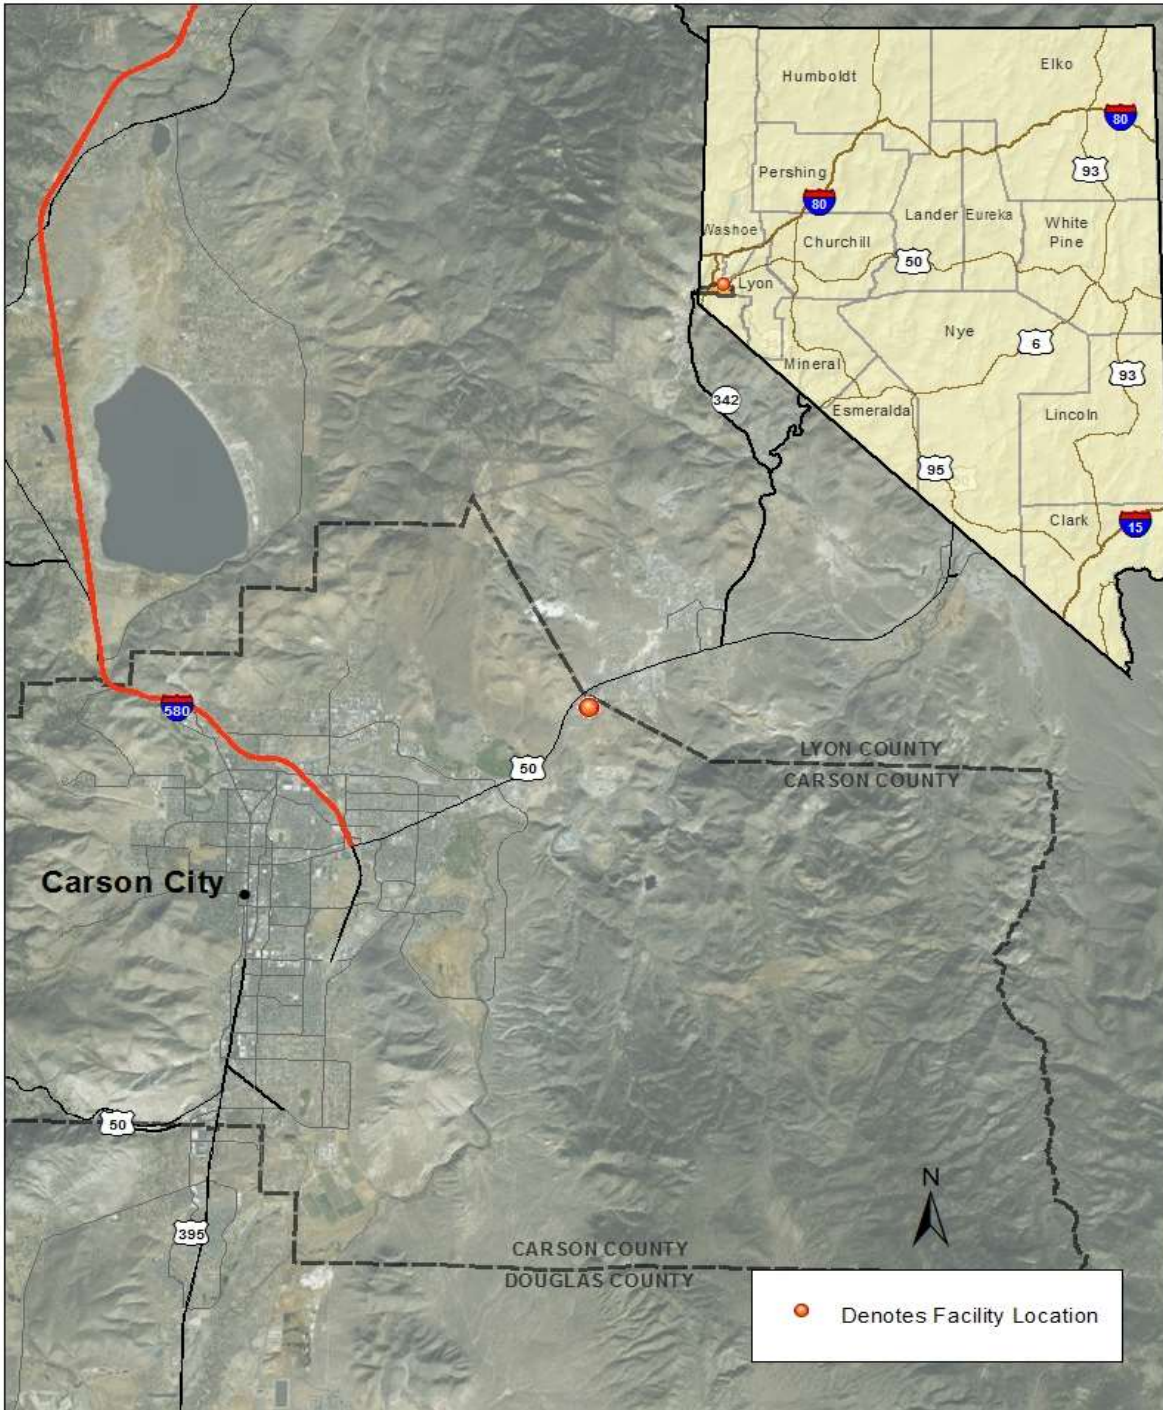 Humboldt
Elko
80
93
Pershing
80
Lander
Eureka
White
Pine
Washoe
Churchill
50
Lyon
Nye
6
Mineral
93
342
Esmeralda
Lincoln
95
Clark
15
580
50
LYON COUNTY
CARSON COUNTY
Carson City
50
N
395
CARSON COUNTY
DOUGLAS COUNTY
Denotes Facility Location